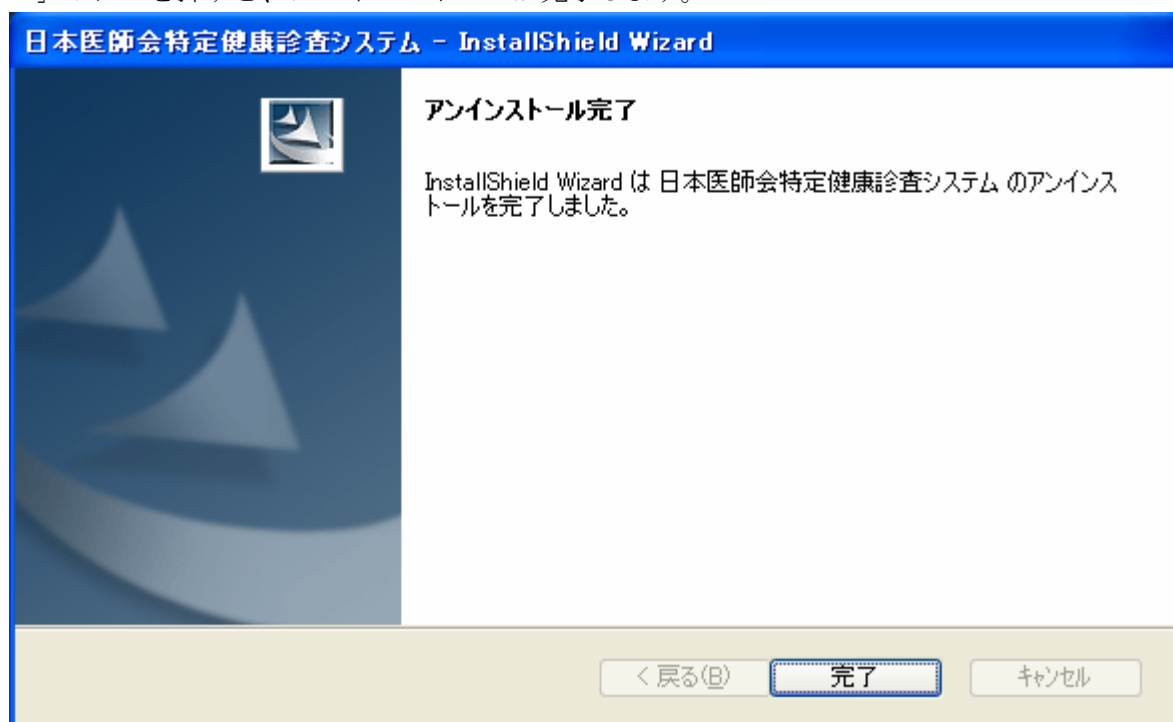 日本医師会特定健康診査システム - InstallShield Wizard
アンインストール完了
InstallShield Wizard は 日本医師会特定健康診査システム のアンインス
トールを完了しました。
< 戻る(B)
完了
キャンセル